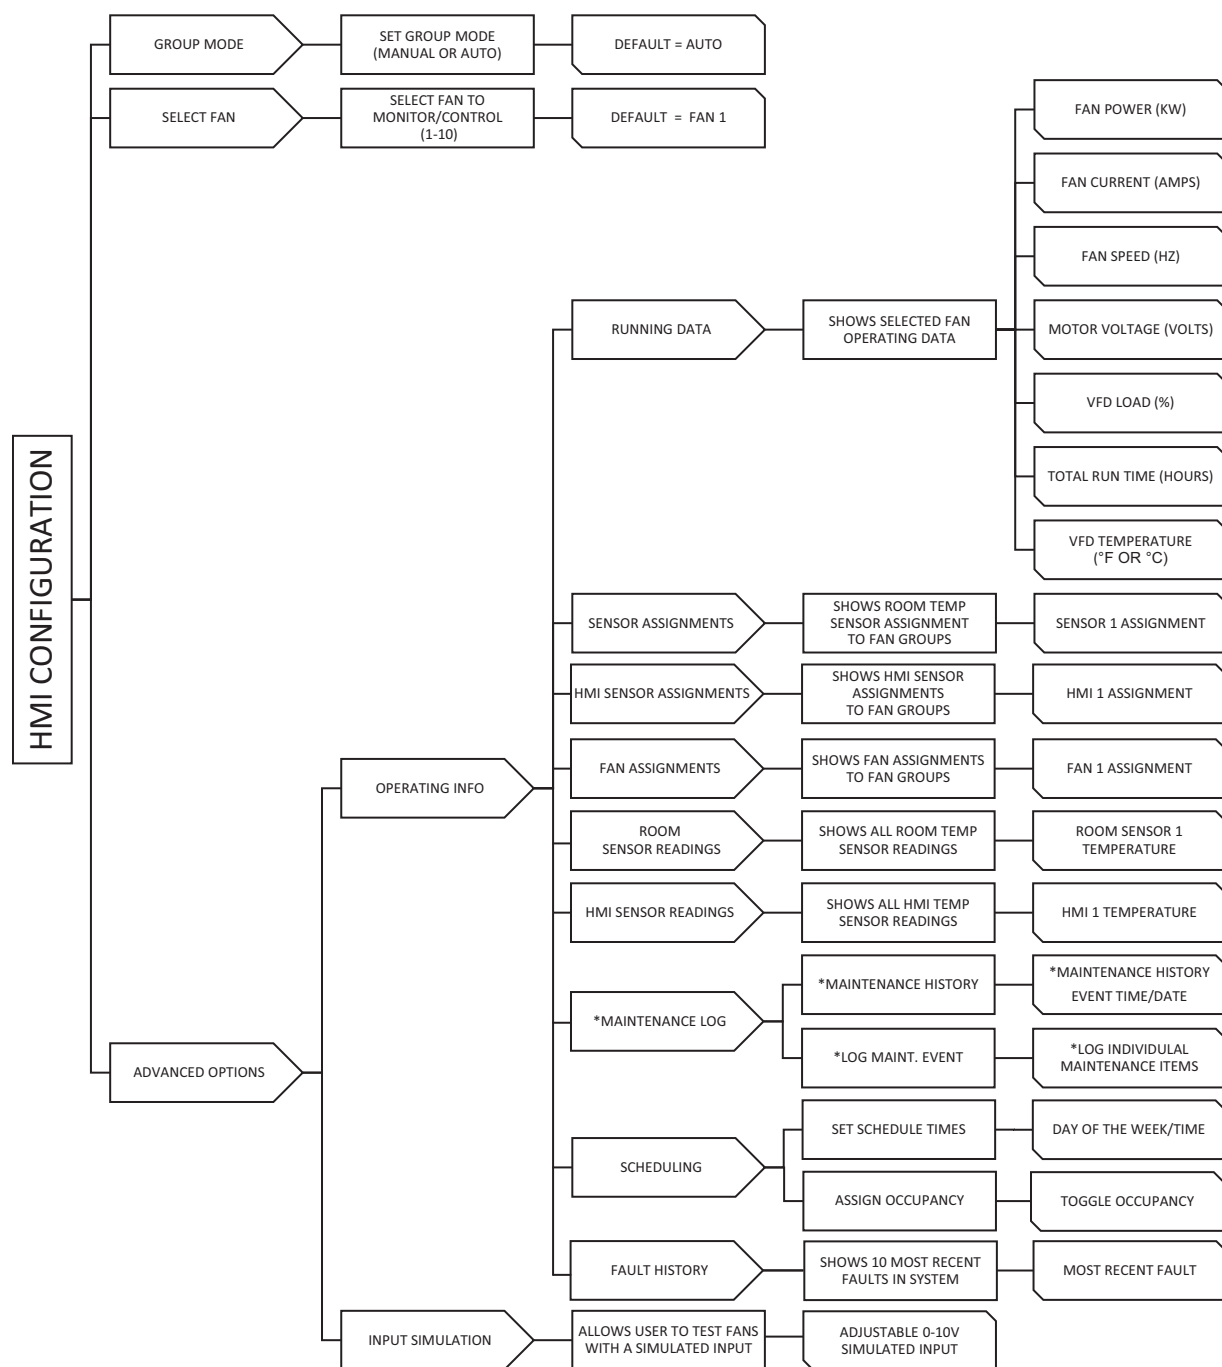 HMI CONFIGURATION
GROUP MODE
SET GROUP MODE
(MANUAL OR AUTO)
DEFAULT = AUTO
SELECT FAN
SELECT FAN TO
MONITOR/CONTROL
(1-10)
DEFAULT = FAN 1
ADVANCED OPTIONS
OPERATING INFO
RUNNING DATA
SHOWS SELECTED FAN
OPERATING DATA
FAN POWER (KW)
FAN CURRENT (AMPS)
FAN SPEED (HZ)
MOTOR VOLTAGE (VOLTS)
VFD LOAD (%)
TOTAL RUN TIME (HOURS)
VFD TEMPERATURE
(°F OR °C)
SENSOR ASSIGNMENTS
SHOWS ROOM TEMP
SENSOR ASSIGNMENT
TO FAN GROUPS
SENSOR 1 ASSIGNMENT
HMI SENSOR ASSIGNMENTS
SHOWS HMI SENSOR
ASSIGNMENTS
TO FAN GROUPS
HMI 1 ASSIGNMENT
FAN ASSIGNMENTS
SHOWS FAN ASSIGNMENTS
TO FAN GROUPS
FAN 1 ASSIGNMENT
ROOM
SENSOR READINGS
SHOWS ALL ROOM TEMP
SENSOR READINGS
ROOM SENSOR 1
TEMPERATURE
HMI SENSOR READINGS
SHOWS ALL HMI TEMP
SENSOR READINGS
HMI 1 TEMPERATURE
*MAINTENANCE LOG
*MAINTENANCE HISTORY
*MAINTENANCE HISTORY
EVENT TIME/DATE
*LOG MAINT. EVENT
*LOG INDIVIDULAL
MAINTENANCE ITEMS
SCHEDULING
SET SCHEDULE TIMES
DAY OF THE WEEK/TIME
ASSIGN OCCUPANCY
TOGGLE OCCUPANCY
FAULT HISTORY
SHOWS 10 MOST RECENT
FAULTS IN SYSTEM
MOST RECENT FAULT
INPUT SIMULATION
ALLOWS USER TO TEST FANS
WITH A SIMULATED INPUT
ADJUSTABLE 0-10V
SIMULATED INPUT